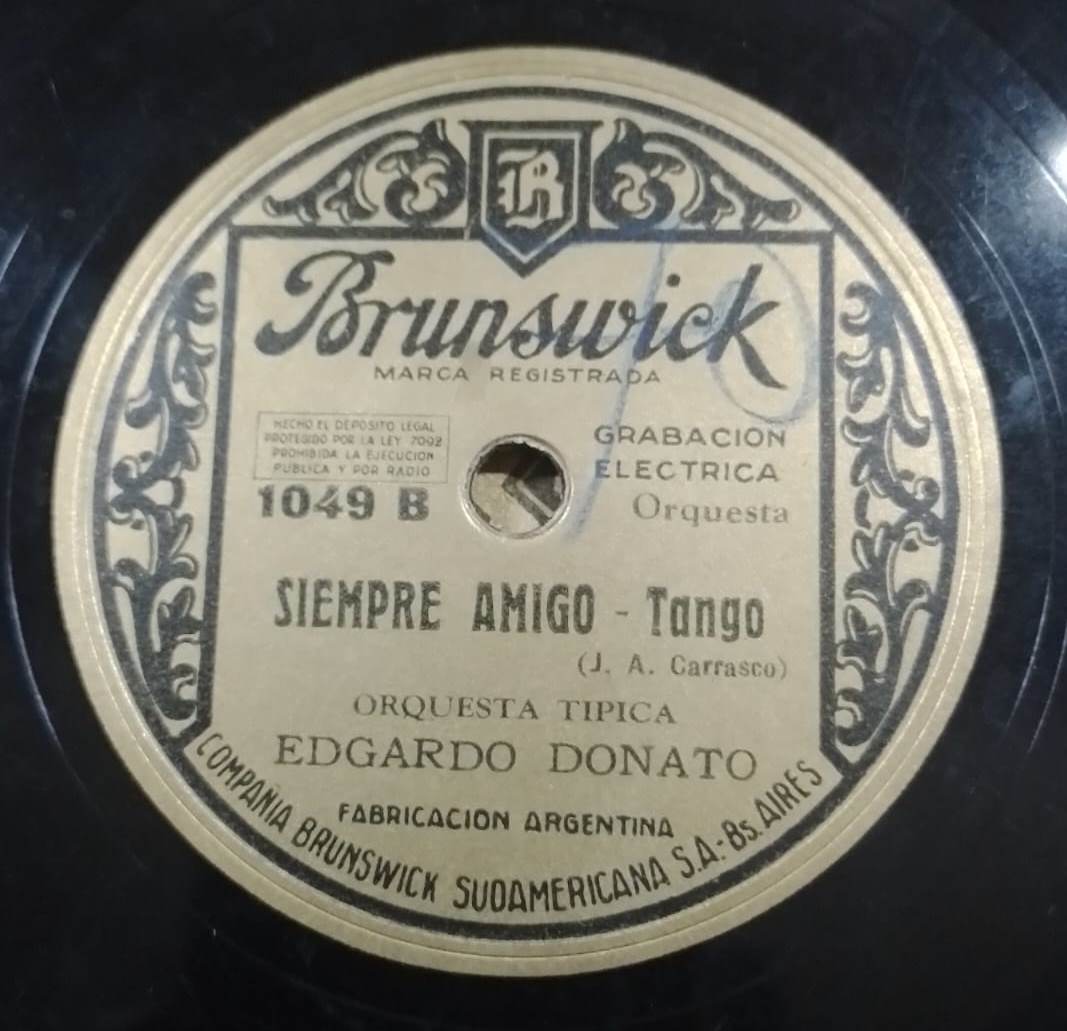 B
Brunswick
MARCA REGISTRADA
HECHO EL DEPOSITO LEGAL
PROTEGIDO POR LA LEY 7092
PROHIBIDA LA EJECUCION
PUBLICA Y POR RADIO
1049 B
GRABACION
ELECTRICA
Orquesta
SIEMPRE AMIGO - Tango
(J. A. Carrasco)
ORQUESTA TIPICA
EDGARDO DONATO
FABRICACION ARGENTINA
COMPAÑIA BRUNSWICK SUDAMERICANA S.A.-Bs. AIRES